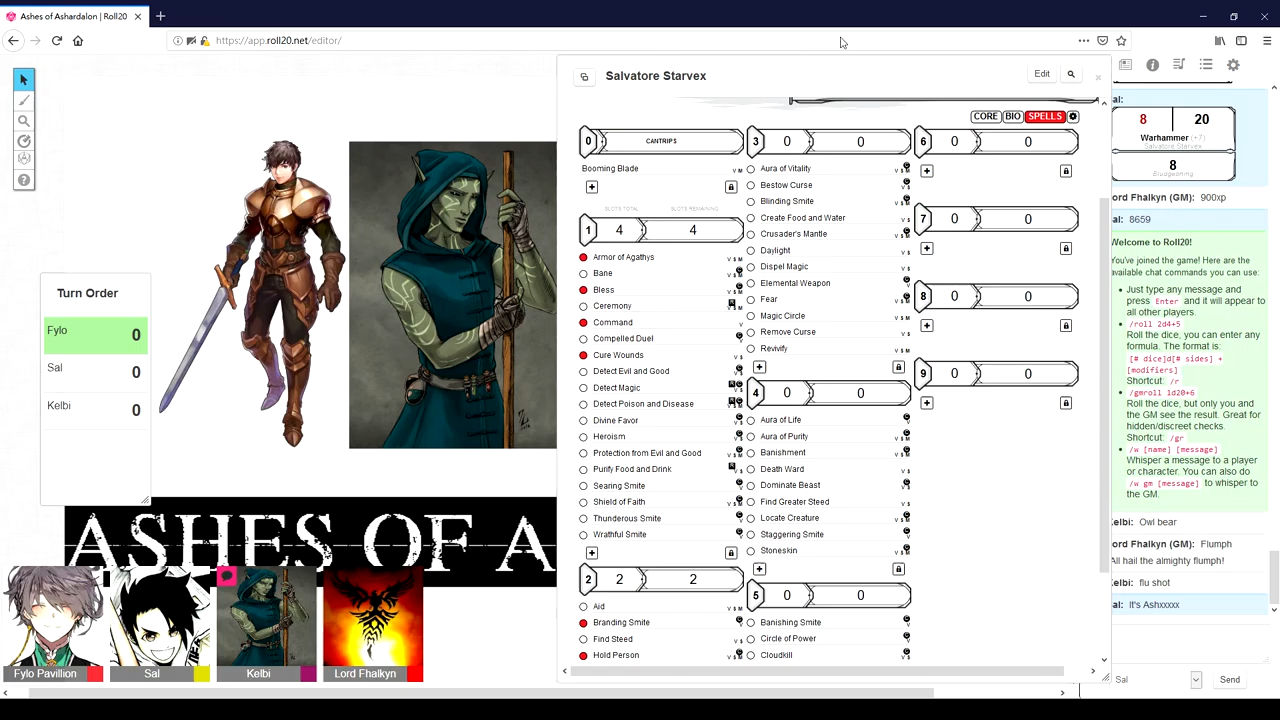 Ashes of Ashardalon | Roll20
https://app.roll20.net/editor/
Salvatore Starvex
Edit
CORE
BIO
SPELLS
0
CANTRIPS
Booming Blade
V M
SLOTS TOTAL
SLOTS REMAINING
1
4
4
Armor of Agathys
Bane
Bless
Ceremony
Command
Compelled Duel
Cure Wounds
Detect Evil and Good
Detect Magic
Detect Poison and Disease
Divine Favor
Heroism
Protection from Evil and Good
Purify Food and Drink
Searing Smite
Shield of Faith
Thunderous Smite
Wrathful Smite
2
2
2
Aid
Branding Smite
Find Steed
Hold Person
3
0
0
Aura of Vitality
Bestow Curse
Blinding Smite
Create Food and Water
Crusader's Mantle
Daylight
Dispel Magic
Elemental Weapon
Fear
Magic Circle
Remove Curse
Revivify
4
0
0
Aura of Life
Aura of Purity
Banishment
Death Ward
Dominate Beast
Find Greater Steed
Locate Creature
Staggering Smite
Stoneskin
5
0
0
Banishing Smite
Circle of Power
Cloudkill
6
0
0
7
0
0
8
0
0
9
0
0
Turn Order
Fylo
0
Sal
0
Kelbi
0
ASHES OF A
Fylo Pavillion
Sal
Kelbi
Lord Fhalkyn
al:
8
20
Warhammer (+7)
Salvatore Starvex
8
Bludgeoning
ord Fhalkyn (GM): 900xp
al: 8659
Welcome to Roll20!
You've joined the game! Here are the
available chat commands you can use:
Just type any message and
press Enter and it will appear to
all other players.
/roll 2d4+5
Roll the dice, you can enter any
formula. The format is:
[# dice]d[# sides] +
[modifiers]
Shortcut: /r
/gmroll 1d20+6
Roll the dice, but only you and
the GM see the result. Great for
hidden/discreet checks.
Shortcut: /gr
/w [name] [message]
Whisper a message to a player
or character. You can also do
/w gm [message] to whisper to
the GM.
Kelbi: Owl bear
ord Fhalkyn (GM): Flumph
All hail the almighty flumph!
Kelbi: flu shot
al: It's Ashxxxx
Sal
Send